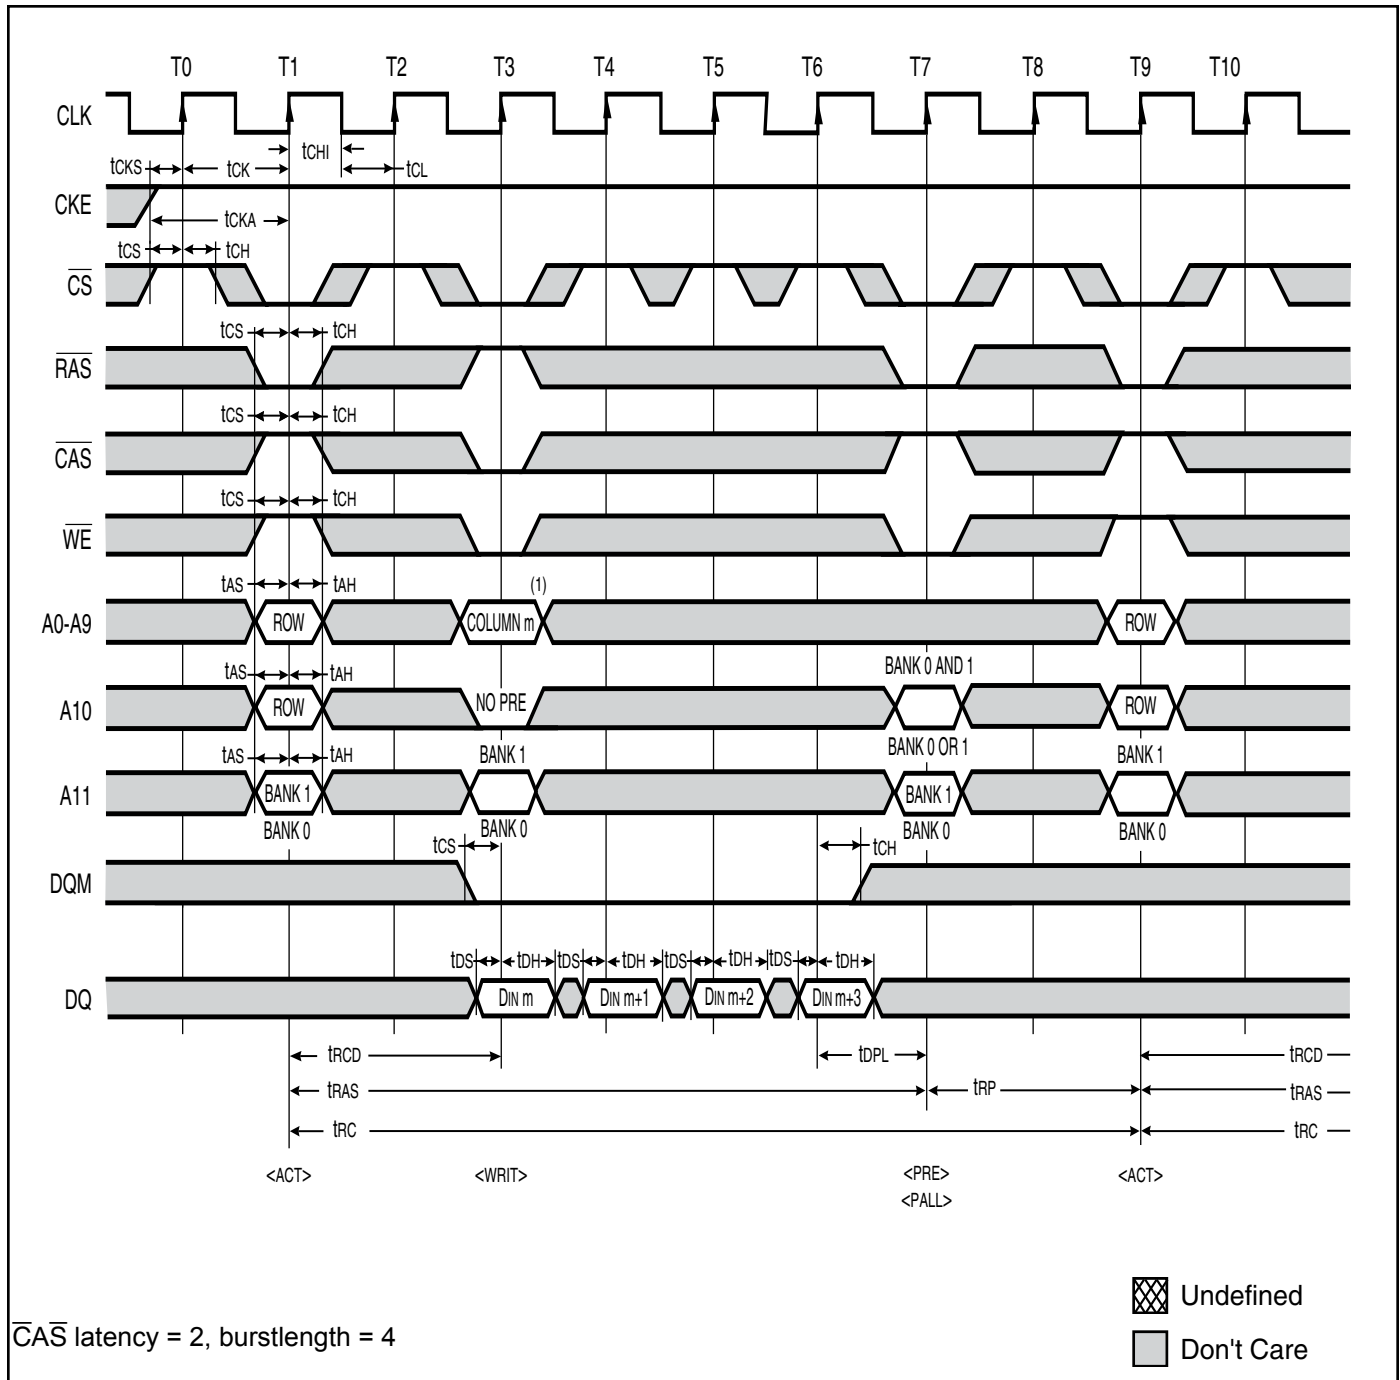 T0 T1 T2 T3 T4 T5 T6 T7 T8 T9 T10
CLK
tCHI
tCKS tCK tCL
CKE
tCKA
tCS tCH
CS
tCS tCH
RAS
tCS tCH
CAS
tCS tCH
WE
tAS tAH (1)
A0-A9 ROW COLUMN m ROW
tAS tAH BANK 0 AND 1
A10 ROW NO PRE ROW
tAS tAH BANK 1 BANK 0 OR 1 BANK 1
A11 BANK 1 BANK 1
BANK 0 BANK 0 BANK 0 BANK 0
tCS tCH
DQM
tDS tDH tDS tDH tDS tDH tDS tDH
DQ DIN m DIN m+1 DIN m+2 DIN m+3
tRCD tDPL tRCD
tRAS tRP tRAS
tRC tRC
<ACT> <WRIT> <PRE> <ACT>
<PALL>
Undefined
CAS latency = 2, burstlength = 4
Don't Care